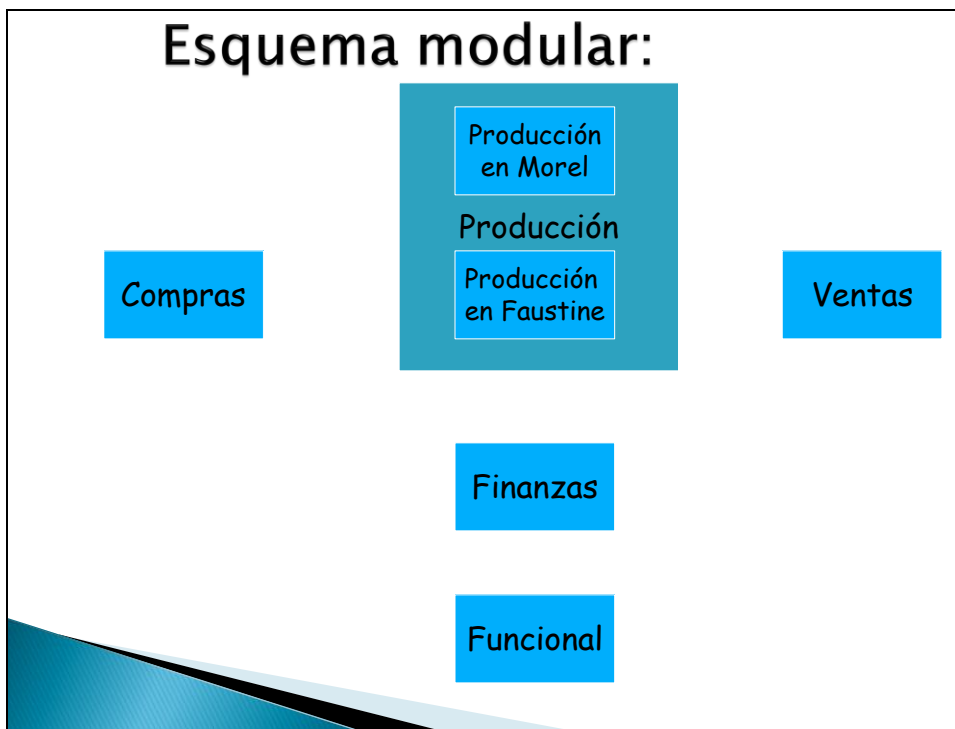 Esquema modular:
Producción
en Morel
Producción
Producción
en Faustine
Compras
Ventas
Finanzas
Funcional